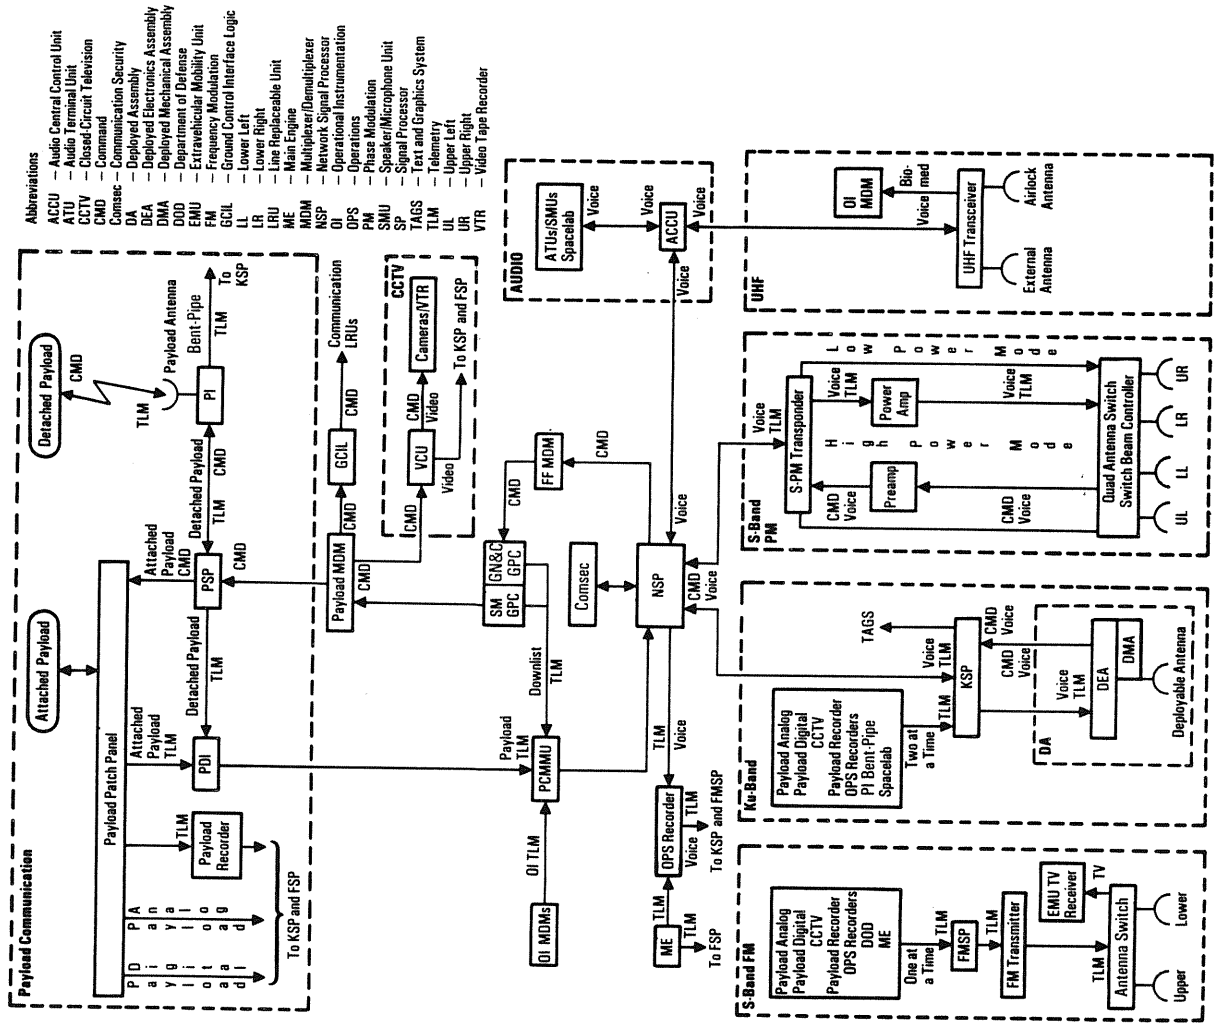 Payload Communication
Attached Payload
Detached Payload
Payload Patch Panel
P D
a i
y g
l i
o t
a a
d l
P A
a n
y a
l l
o o
a g
d
To KSP and FSP
TLM
Payload
Recorder
Attached
Payload
TLM
PDI
Detached Payload
TLM
Attached
Payload
CMD
PSP
CMD
Detached Payload
TLM CMD
PI
TLM
CMD
Payload Antenna
Bent-Pipe
TLM
To
KSP
Abbreviations
ACCU — Audio Central Control Unit
ATU — Audio Terminal Unit
CCTV — Closed-Circuit Television
CMD — Command
Comsec — Communication Security
DA — Deployed Assembly
DEA — Deployed Electronics Assembly
DMA — Deployed Mechanical Assembly
DOD — Department of Defense
EMU — Extravehicular Mobility Unit
FM — Frequency Modulation
GCIL — Ground Control Interface Logic
LL — Lower Left
LR — Lower Right
LRU — Line Replaceable Unit
ME — Main Engine
MDM — Multiplexer/Demultiplexer
NSP — Network Signal Processor
OI — Operational Instrumentation
OPS — Operations
PM — Phase Modulation
SMU — Speaker/Microphone Unit
SP — Signal Processor
TAGS — Text and Graphics System
TLM — Telemetry
UL — Upper Left
UR — Upper Right
VTR — Video Tape Recorder
Payload MDM
CMD
GCIL
CMD
Communication
LRUs
CMD
CMD
CCTV
VCU
CMD
Video
Cameras/VTR
Video
To KSP and FSP
OI MDMs
OI TLM
Payload
TLM
PCMMU
Downlist
TLM
SM
GPC
GN&C
GPC
CMD
FF MDM
CMD
Comsec
NSP
TLM
Voice
OPS Recorder
Voice TLM
To KSP and FMSP
ME
TLM
TLM
To FSP
CMD
Voice
Voice
Voice
TLM
AUDIO
ATUs/SMUs
Spacelab
Voice
Voice
ACCU
Voice
S-Band FM
Payload Analog
Payload Digital
CCTV
Payload Recorder
OPS Recorders
DOD
ME
One at
a Time
TLM
FMSP
TLM
FM Transmitter
TLM
EMU TV
Receiver
TV
Antenna Switch
Upper
Lower
Ku-Band
Payload Analog
Payload Digital
CCTV
Payload Recorder
OPS Recorders
PI Bent-Pipe
Spacelab
Two at
a Time
TLM
Voice
TLM
KSP
TAGS
DA
Voice
TLM
CMD
Voice
CMD
Voice
DEA
DMA
Deployable Antenna
S-Band
PM
S-PM Transponder
CMD
Voice
Preamp
CMD
Voice
High Power Mode
Voice
TLM
Power
Amp
Voice
TLM
Low Power Mode
Quad Antenna Switch
Switch Beam Controller
UL
LL
LR
UR
UHF
OI
MDM
Voice
Bio-
med
UHF Transceiver
External
Antenna
Airlock
Antenna